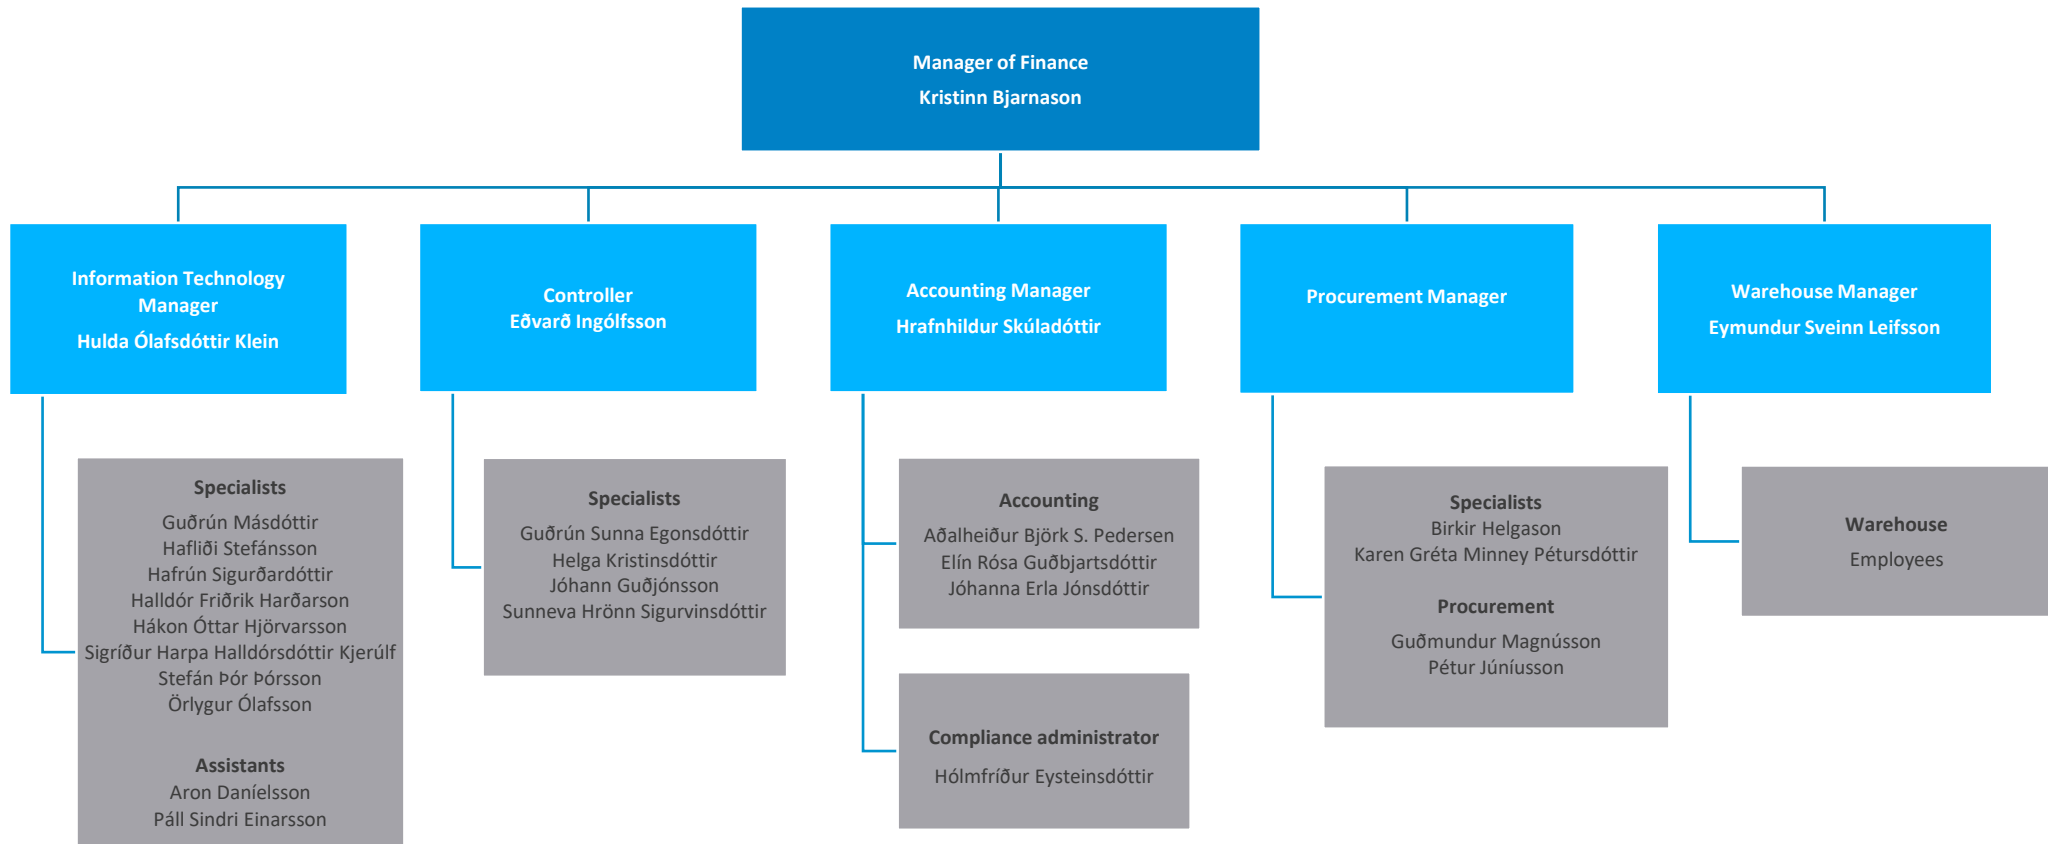 Manager of Finance
Kristinn Bjarnason
Information Technology
Manager
Hulda Ólafsdóttir Klein
Controller
Eðvarð Ingólfsson
Accounting Manager
Hrafnhildur Skúladóttir
Procurement Manager
Warehouse Manager
Eymundur Sveinn Leifsson
Specialists
Guðrún Másdóttir
Hafliði Stefánsson
Hafrún Sigurðardóttir
Halldór Friðrik Harðarson
Hákon Óttar Hjörvarsson
Sigríður Harpa Halldórsdóttir Kjerúlf
Stefán Þór Þórsson
Örlygur Ólafsson
Assistants
Aron Daníelsson
Páll Sindri Einarsson
Specialists
Guðrún Sunna Egonsdóttir
Helga Kristinsdóttir
Jóhann Guðjónsson
Sunneva Hrönn Sigurvinsdóttir
Accounting
Aðalheiður Björk S. Pedersen
Elín Rósa Guðbjartsdóttir
Jóhanna Erla Jónsdóttir
Compliance administrator
Hólmfríður Eysteinsdóttir
Specialists
Birkir Helgason
Karen Gréta Minney Pétursdóttir
Procurement
Guðmundur Magnússon
Pétur Júníusson
Warehouse
Employees